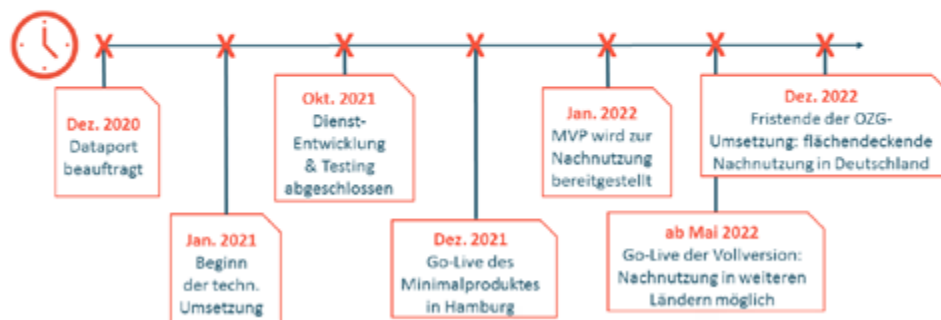 Dez. 2020
Dataport
beauftragt
Jan. 2021
Beginn
der techn.
Umsetzung
Okt. 2021
Dienst-
Entwicklung
& Testing
abgeschlossen
Dez. 2021
Go-Live des
Minimalproduktes
in Hamburg
Jan. 2022
MVP wird zur
Nachnutzung
bereitgestellt
ab Mai 2022
Go-Live der Vollversion:
Nachnutzung in weiteren
Ländern möglich
Dez. 2022
Fristende der OZG-
Umsetzung: flächendeckende
Nachnutzung in Deutschland